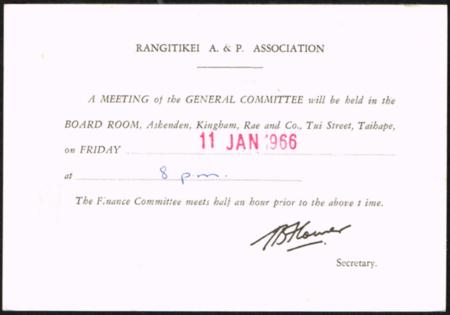 RANGITIKEI A. & P. ASSOCIATION
A MEETING of the GENERAL COMMITTEE will be held in the
BOARD ROOM, Ashenden, Kingham, Rae and Co., Tui Street, Taihape,
on FRIDAY 11 JAN 1966
at 8 p.m.
The Finance Committee meets half an hour prior to the above time.
Secretary.